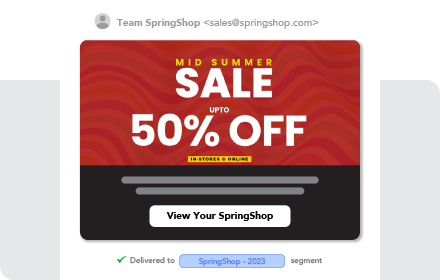 Team SpringShop <sales@springshop.com>
MID SUMMER
SALE
UPTO
50% OFF
IN-STORES & ONLINE
View Your SpringShop
Delivered to SpringShop - 2023 segment